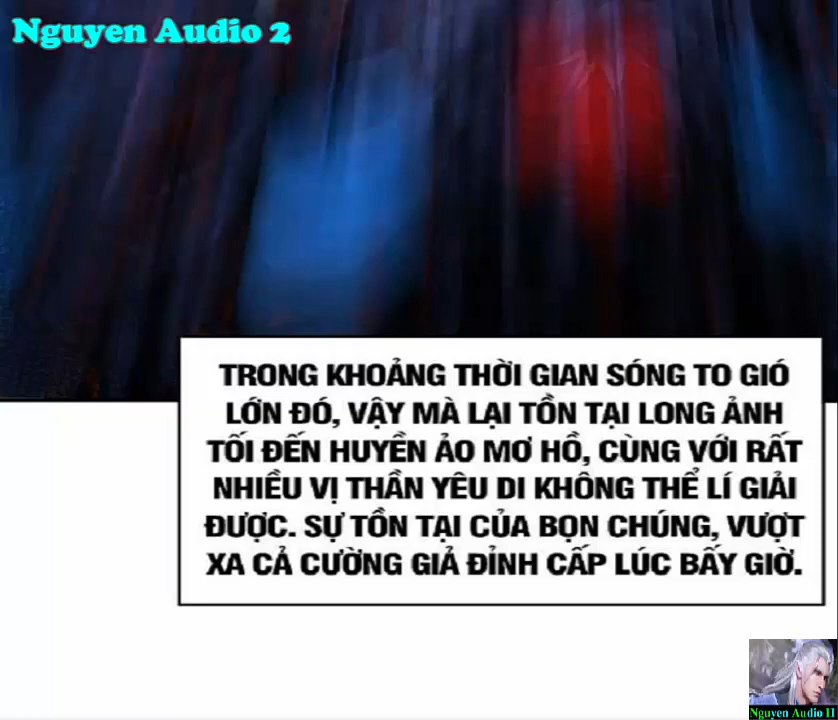 Nguyen Audio 2
TRONG KHOẢNG THỜI GIAN SÓNG TO GIÓ
LỚN ĐÓ, VẬY MÀ LẠI TỒN TẠI LONG ẢNH
TỐI ĐẾN HUYỀN ẢO MƠ HỒ, CÙNG VỚI RẤT
NHIỀU VỊ THẦN YÊU DI KHÔNG THỂ LÍ GIẢI
ĐƯỢC. SỰ TỒN TẠI CỦA BỌN CHÚNG, VƯỢT
XA CẢ CƯỜNG GIẢ ĐỈNH CẤP LÚC BẤY GIỜ.
Nguyen Audio II